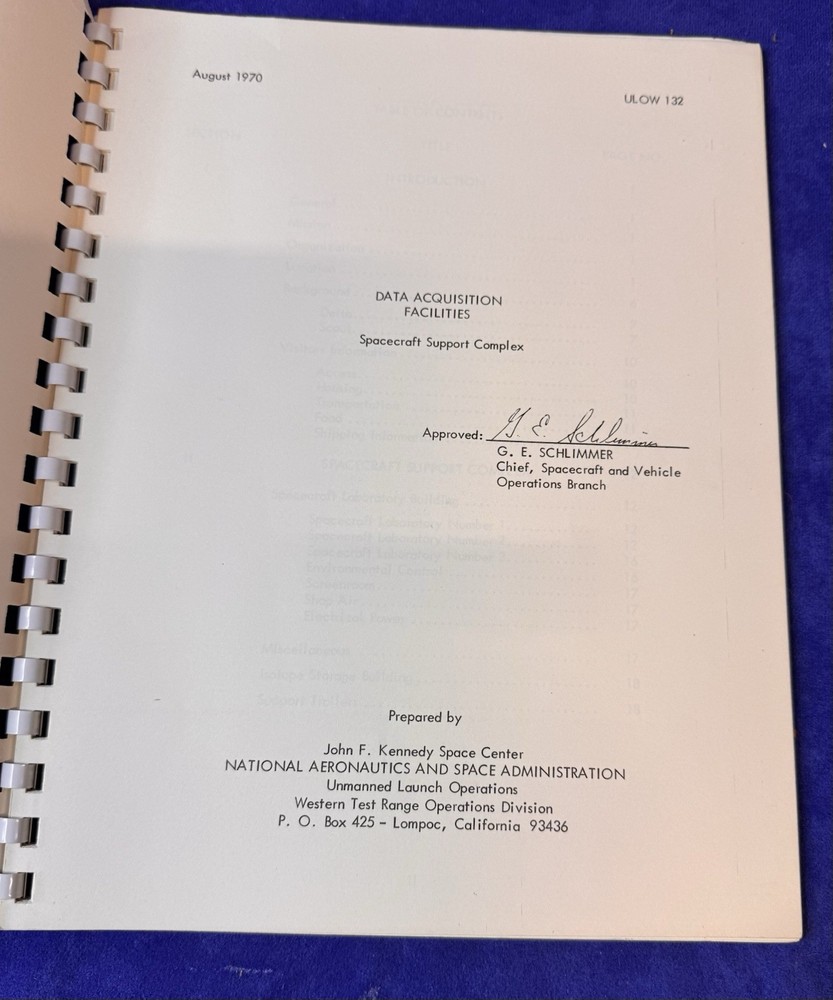 August 1970
ULOW 132
DATA ACQUISITION
FACILITIES
Spacecraft Support Complex
Approved: G. E. Schlimmer
G. E. SCHLIMMER
Chief, Spacecraft and Vehicle
Operations Branch
Prepared by
John F. Kennedy Space Center
NATIONAL AERONAUTICS AND SPACE ADMINISTRATION
Unmanned Launch Operations
Western Test Range Operations Division
P. O. Box 425 - Lompoc, California 93436